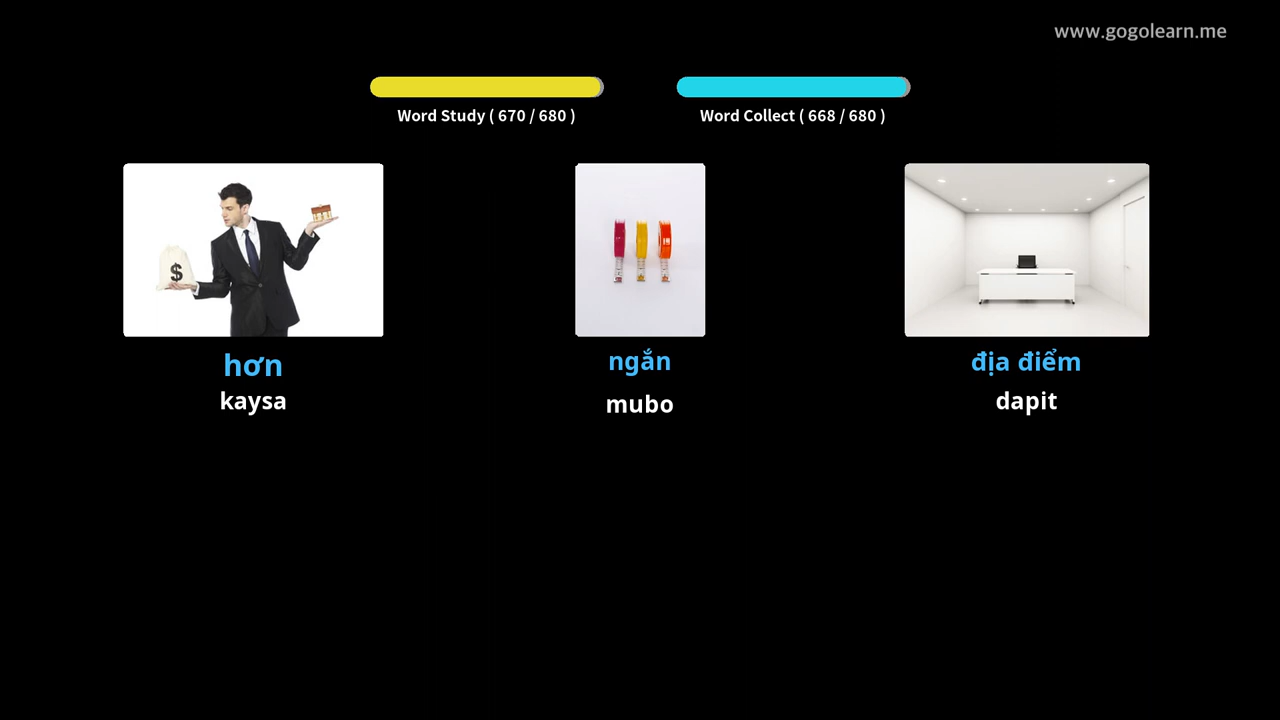 www.gogolearn.me
Word Study ( 670 / 680 )
Word Collect ( 668 / 680 )
$
hơn
kaysa
ngắn
mubo
địa điểm
dapit